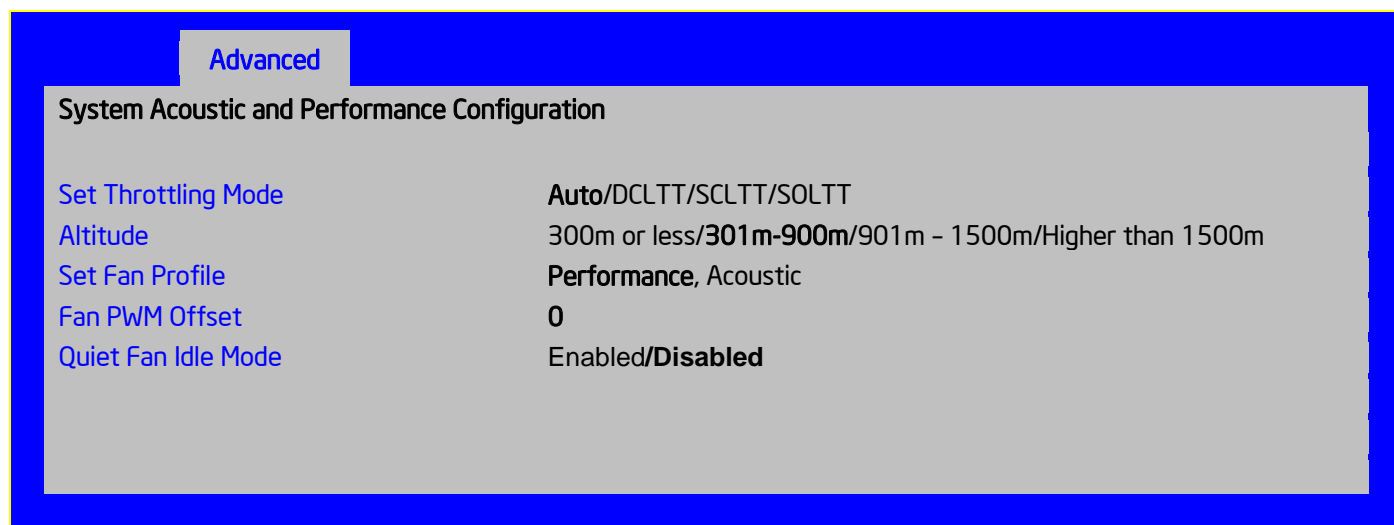 Advanced
System Acoustic and Performance Configuration
Set Throttling Mode Auto/DCLTT/SCLTT/SOLTT
Altitude 300m or less/301m-900m/901m – 1500m/Higher than 1500m
Set Fan Profile Performance, Acoustic
Fan PWM Offset 0
Quiet Fan Idle Mode Enabled/Disabled